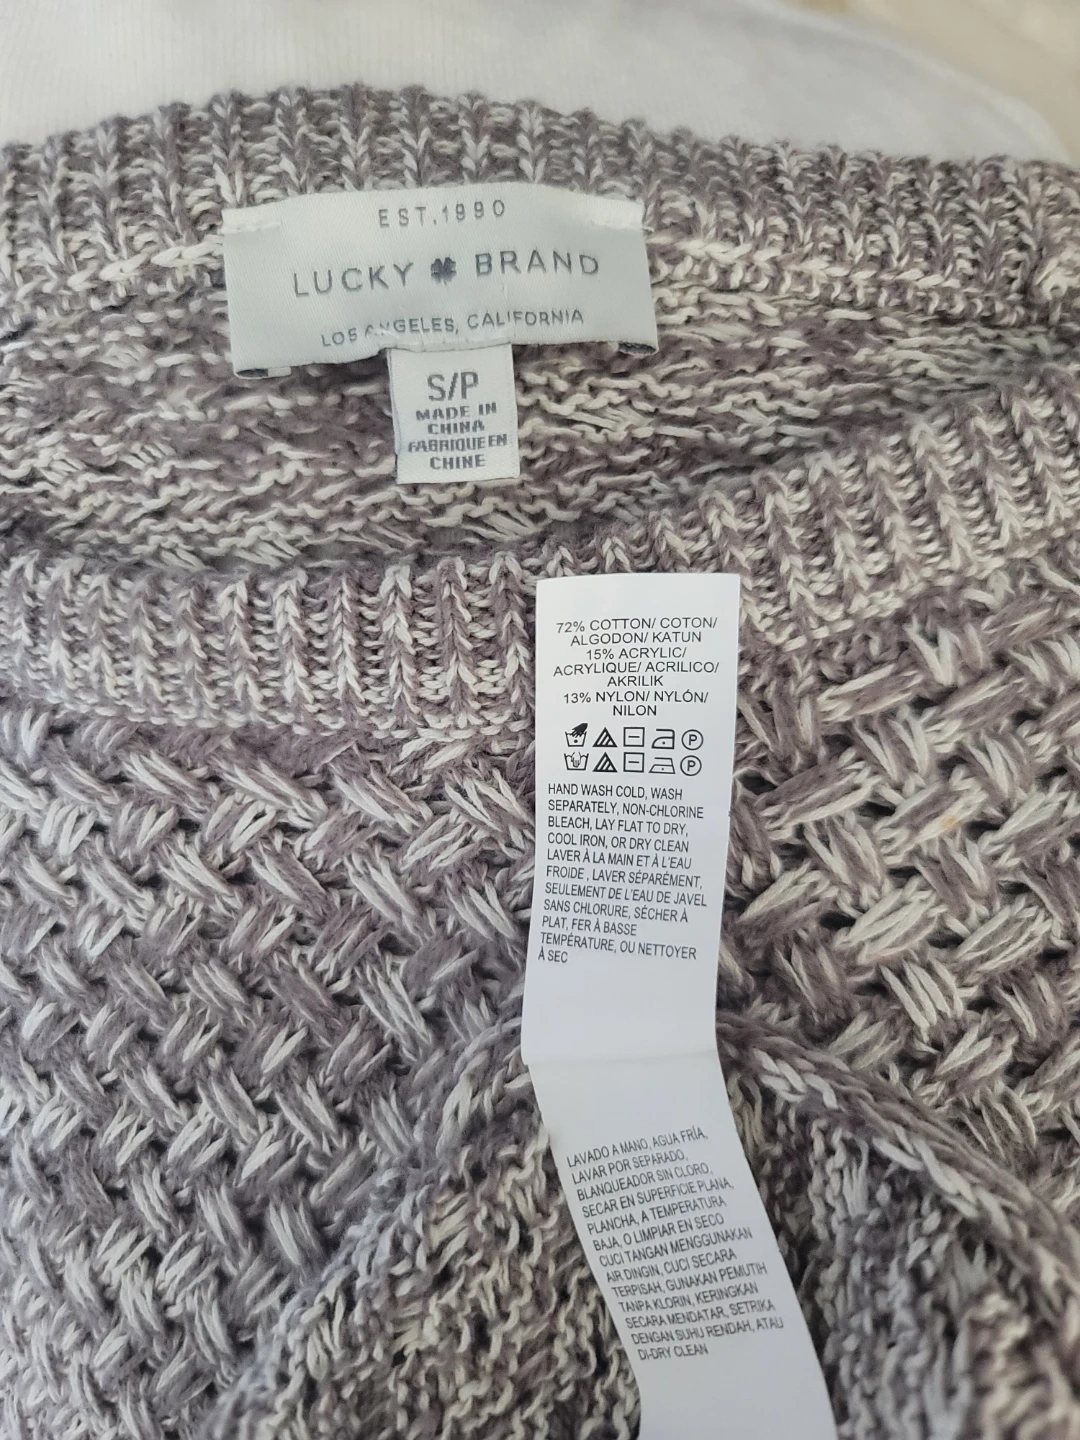 EST.1990
LUCKY BRAND
LOS ANGELES, CALIFORNIA
S/P
MADE IN
CHINA
FABRIQUE EN
CHINE
72% COTTON/ COTON/
ALGODON/ KATUN
15% ACRYLIC/
ACRYLIQUE/ ACRILICO/
AKRILIK
13% NYLON/ NYLÓN/
NILON
P
P
HAND WASH COLD, WASH
SEPARATELY, NON-CHLORINE
BLEACH, LAY FLAT TO DRY,
COOL IRON, OR DRY CLEAN
LAVER À LA MAIN ET À L'EAU
FROIDE , LAVER SÉPARÉMENT,
SEULEMENT DE L'EAU DE JAVEL
SANS CHLORURE, SÉCHER À
PLAT, FER À BASSE
TEMPÉRATURE, OU NETTOYER
À SEC
LAVADO A MANO, AGUA FRÍA,
LAVAR POR SEPARADO,
BLANQUEADOR SIN CLORO,
SECAR EN SUPERFICIE PLANA,
PLANCHA, A TEMPERATURA
BAJA, O LIMPIAR EN SECO
CUCI TANGAN MENGGUNAKAN
AIR DINGIN, CUCI SECARA
TERPISAH, GUNAKAN PEMUTIH
TANPA KLORIN, KERINGKAN
SECARA MENDATAR, SETRIKA
DENGAN SUHU RENDAH, ATAU
DI-DRY CLEAN